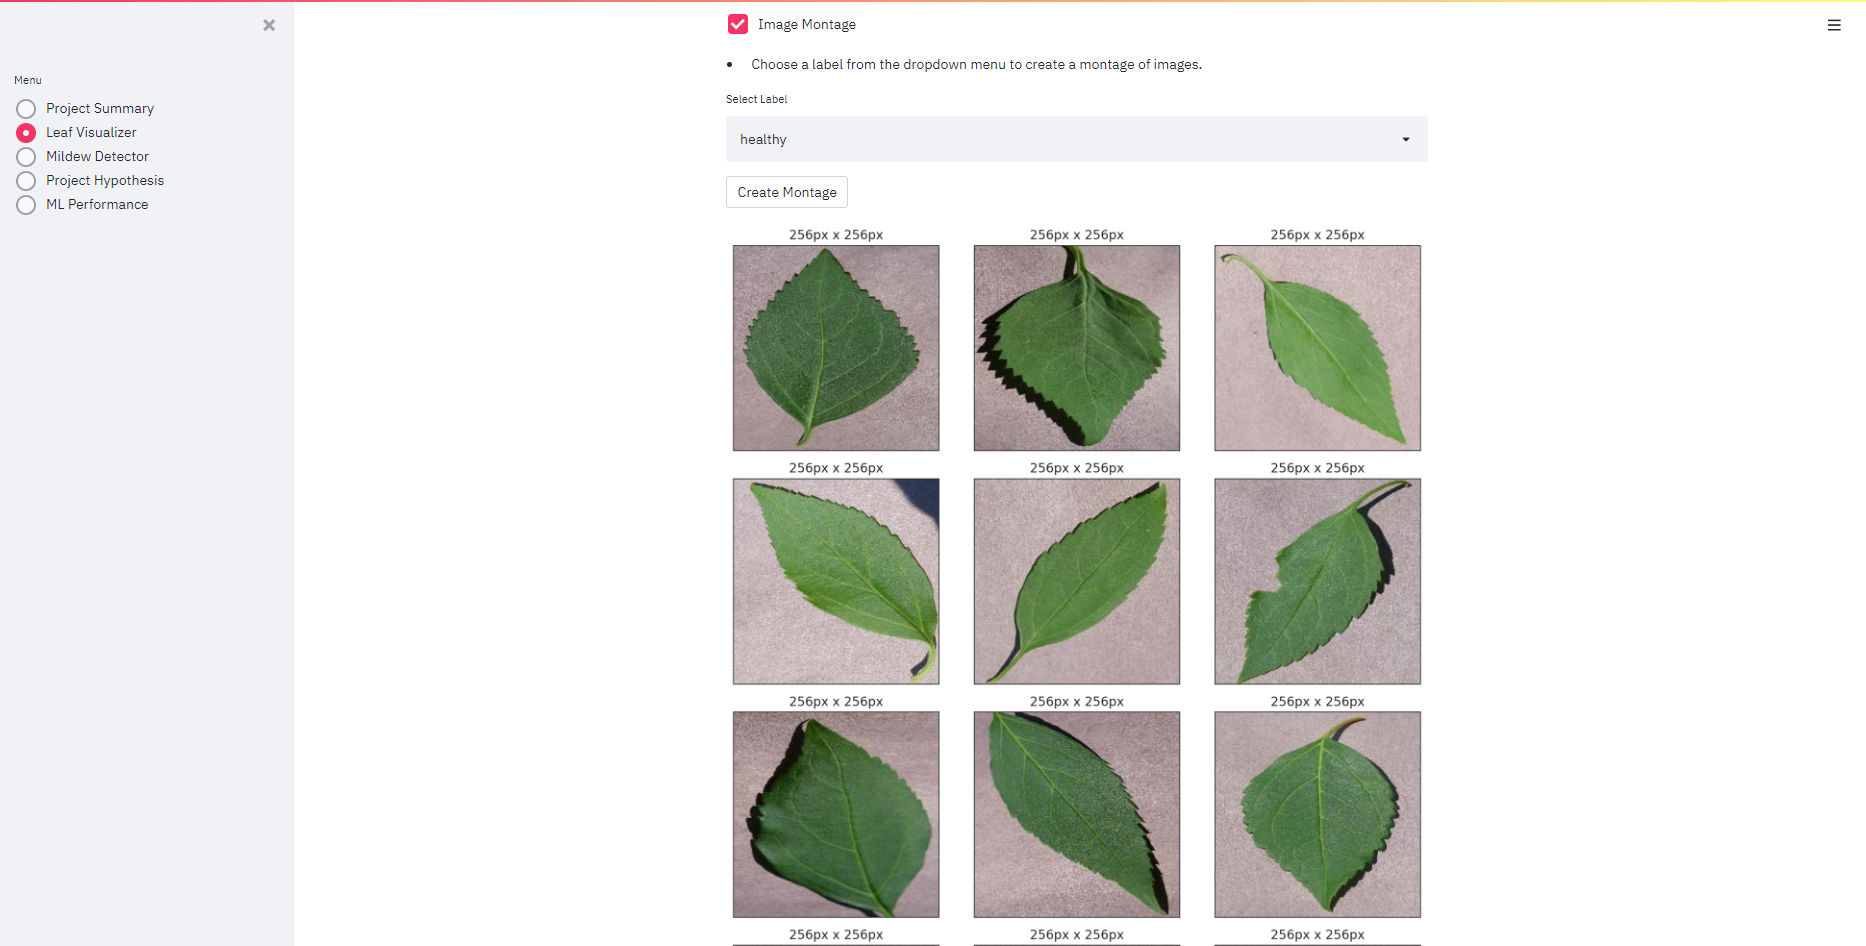 Menu
Project Summary
Leaf Visualizer
Mildew Detector
Project Hypothesis
ML Performance
Image Montage
Choose a label from the dropdown menu to create a montage of images.
Select Label
healthy
Create Montage
256px x 256px 256px x 256px 256px x 256px
256px x 256px 256px x 256px 256px x 256px
256px x 256px 256px x 256px 256px x 256px
256px x 256px 256px x 256px 256px x 256px